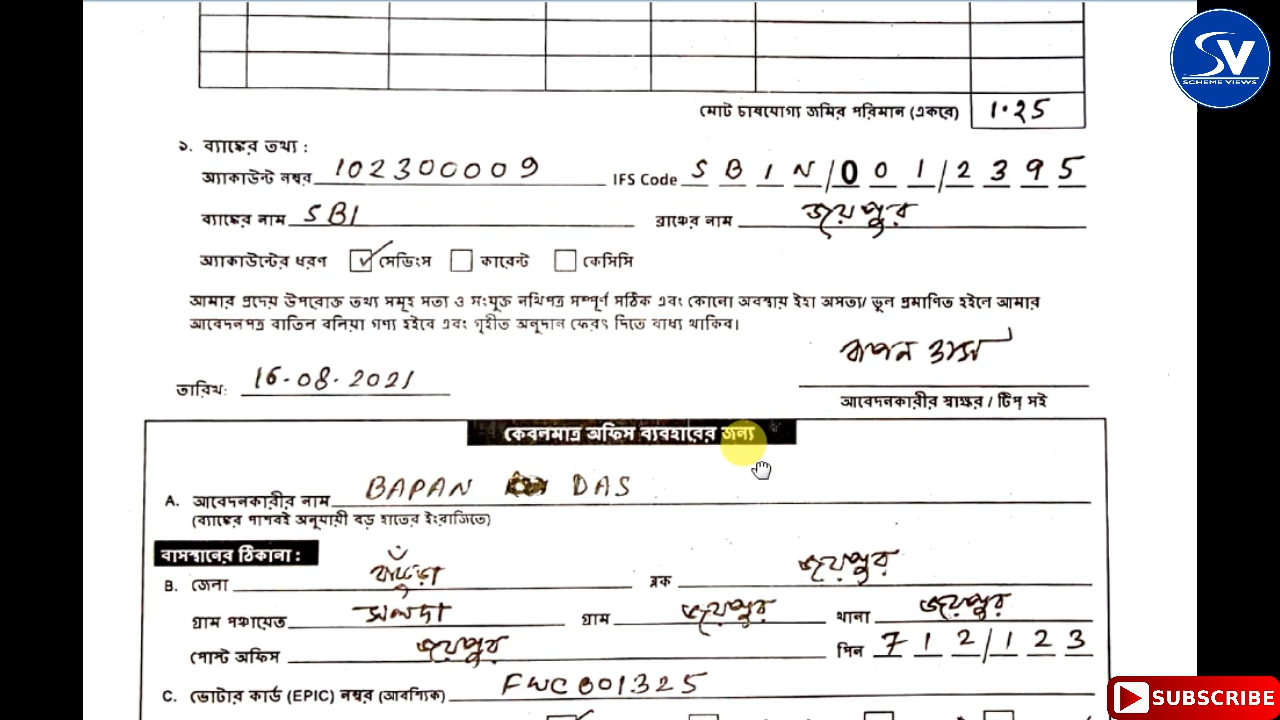 SV
SCHEME VIEWS
মোট চাষযোগ্য জমির পরিমান (একরে) 1.25
৯. ব্যাঙ্কের তথ্য :
অ্যাকাউন্ট নম্বর 102300009 IFS Code S B I N / 0 0 1 / 2 3 9 5
ব্যাঙ্কের নাম SBI ব্রাঞ্চের নাম জয়পুর
অ্যাকাউন্টের ধরণ ✓ সেভিংস কারেন্ট কেসিসি
আমার প্রদেয় উপরোক্ত তথ্য সমূহ সত্য ও সংযুক্ত নথিপত্র সম্পূর্ণ সঠিক এবং কোনো অবস্থায় ইহা অসত্য/ ভুল প্রমাণিত হইলে আমার
আবেদনপত্র বাতিল বলিয়া গণ্য হইবে এবং গৃহীত অনুদান ফেরৎ দিতে বাধ্য থাকিব।
বাপন দাস
তারিখ: 16.08.2021
আবেদনকারীর স্বাক্ষর / টিপ সই
কেবলমাত্র অফিস ব্যবহারের জন্য
A. আবেদনকারীর নাম BAPAN DAS
(ব্যাঙ্কের পাশবই অনুযায়ী বড় হাতের ইংরাজিতে)
বাসস্থানের ঠিকানা :
B. জেলা বাঁকুড়া ব্লক জয়পুর
গ্রাম পঞ্চায়েত সলদা গ্রাম জয়পুর থানা জয়পুর
পোস্ট অফিস জয়পুর পিন 7 1 2 / 1 2 3
C. ভোটার কার্ড (EPIC) নম্বর (আবশ্যিক) FWC801325
SUBSCRIBE